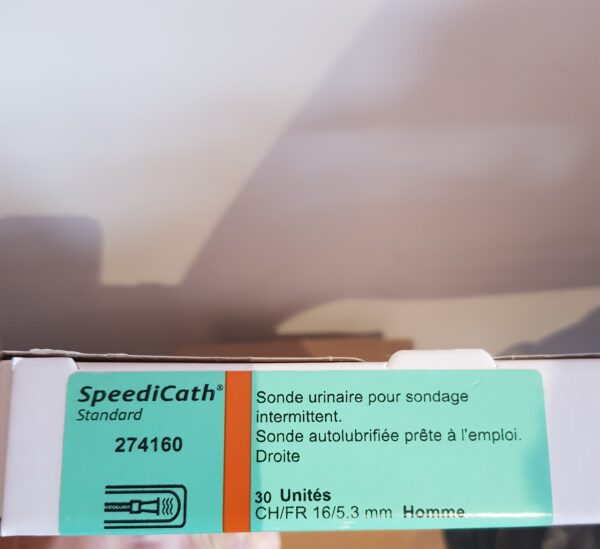 SpeediCath®
Standard
274160
Sonde urinaire pour sondage
intermittent.
Sonde autolubrifiée prête à l'emploi.
Droite
30 Unités
CH/FR 16/5.3 mm Homme